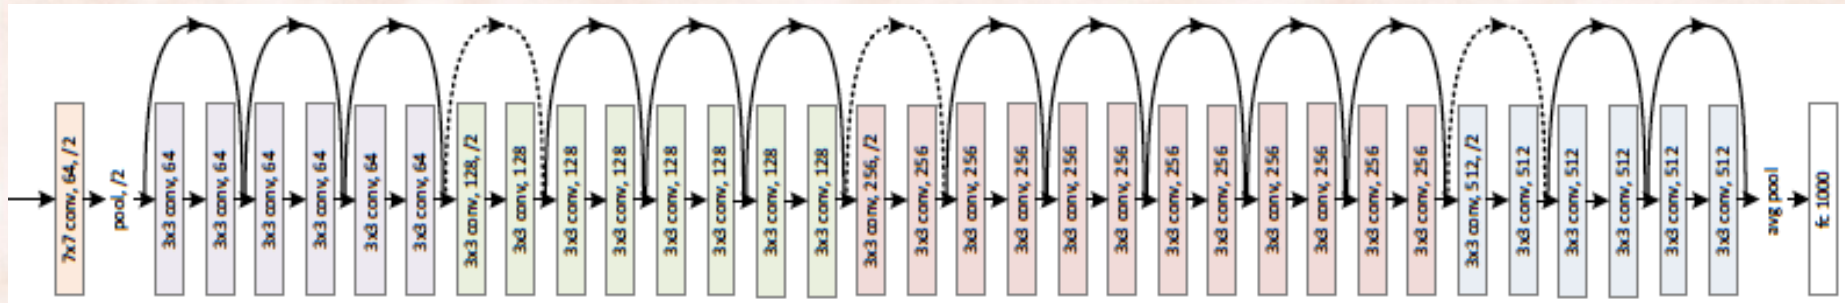 7x7 conv, 64, /2
pool, /2
3x3 conv, 64
3x3 conv, 64
3x3 conv, 64
3x3 conv, 64
3x3 conv, 64
3x3 conv, 64
3x3 conv, 128, /2
3x3 conv, 128
3x3 conv, 128
3x3 conv, 128
3x3 conv, 128
3x3 conv, 128
3x3 conv, 128
3x3 conv, 128
3x3 conv, 256, /2
3x3 conv, 256
3x3 conv, 256
3x3 conv, 256
3x3 conv, 256
3x3 conv, 256
3x3 conv, 256
3x3 conv, 256
3x3 conv, 256
3x3 conv, 256
3x3 conv, 256
3x3 conv, 256
3x3 conv, 512, /2
3x3 conv, 512
3x3 conv, 512
3x3 conv, 512
3x3 conv, 512
3x3 conv, 512
avg pool
fc 1000